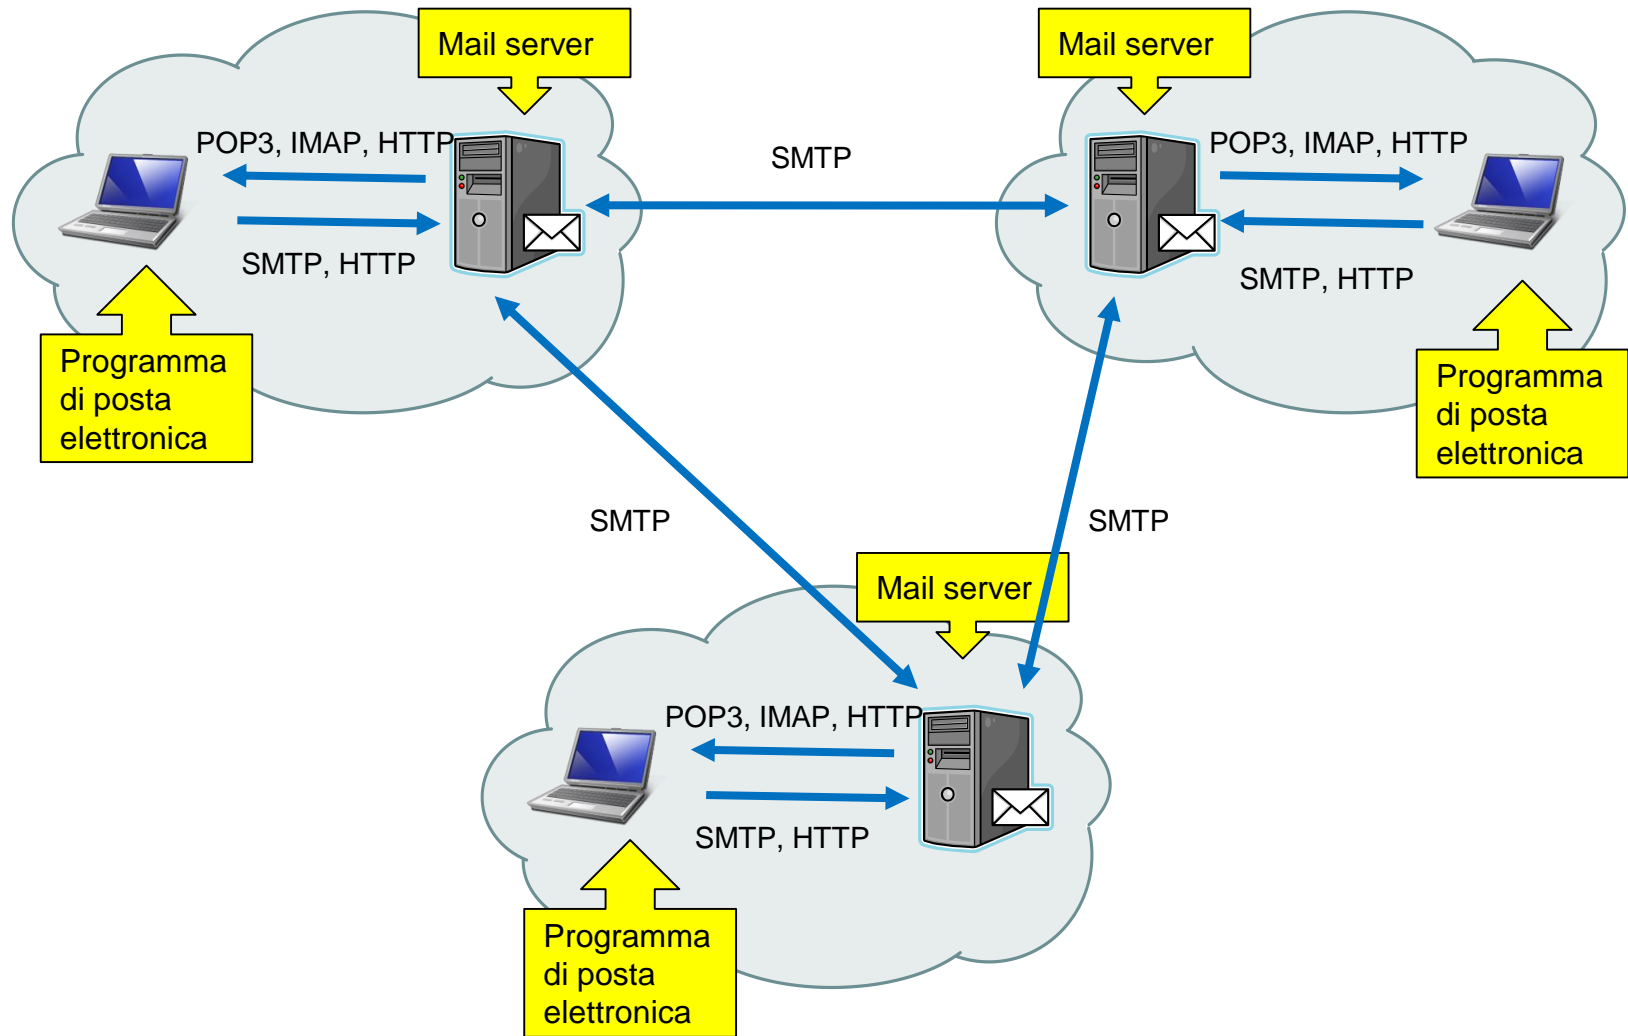 Mail server
Mail server
POP3, IMAP, HTTP
SMTP
POP3, IMAP, HTTP
SMTP, HTTP
SMTP, HTTP
Programma
di posta
elettronica
Programma
di posta
elettronica
SMTP
SMTP
Mail server
POP3, IMAP, HTTP
SMTP, HTTP
Programma
di posta
elettronica